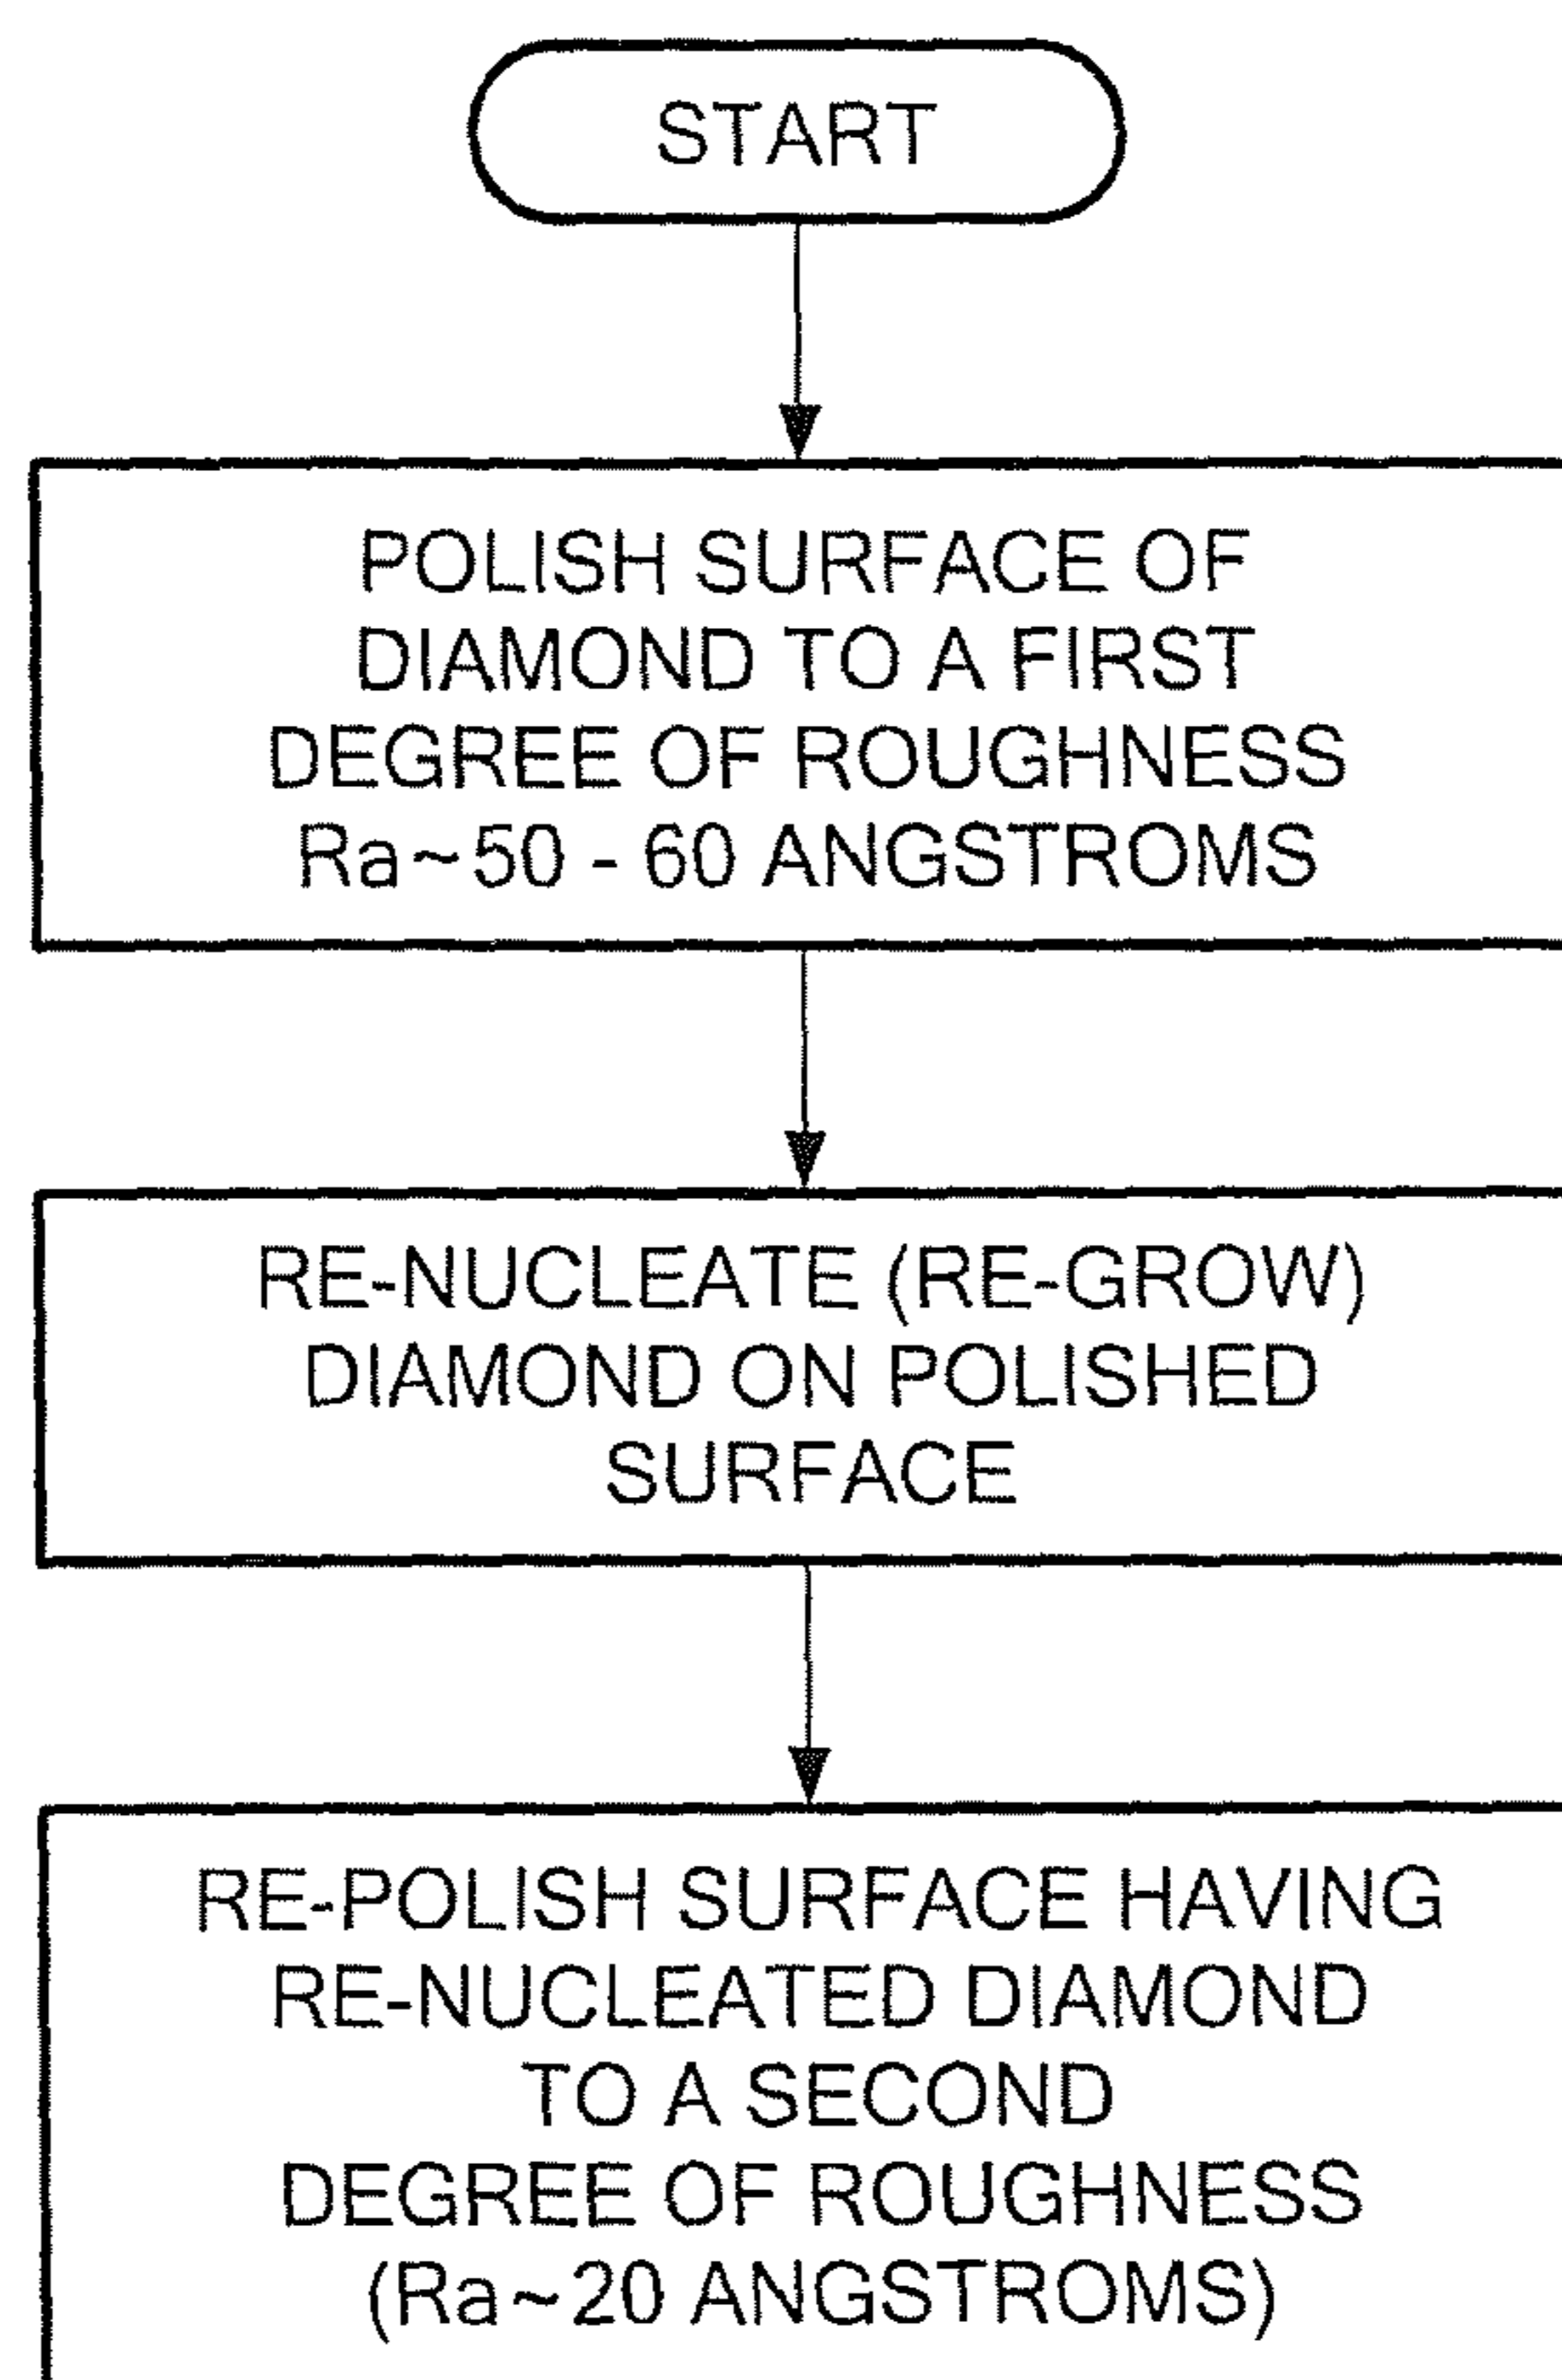 START
POLISH SURFACE OF
DIAMOND TO A FIRST
DEGREE OF ROUGHNESS
Ra~50 - 60 ANGSTROMS
RE-NUCLEATE (RE-GROW)
DIAMOND ON POLISHED
SURFACE
RE-POLISH SURFACE HAVING
RE-NUCLEATED DIAMOND
TO A SECOND
DEGREE OF ROUGHNESS
(Ra~20 ANGSTROMS)